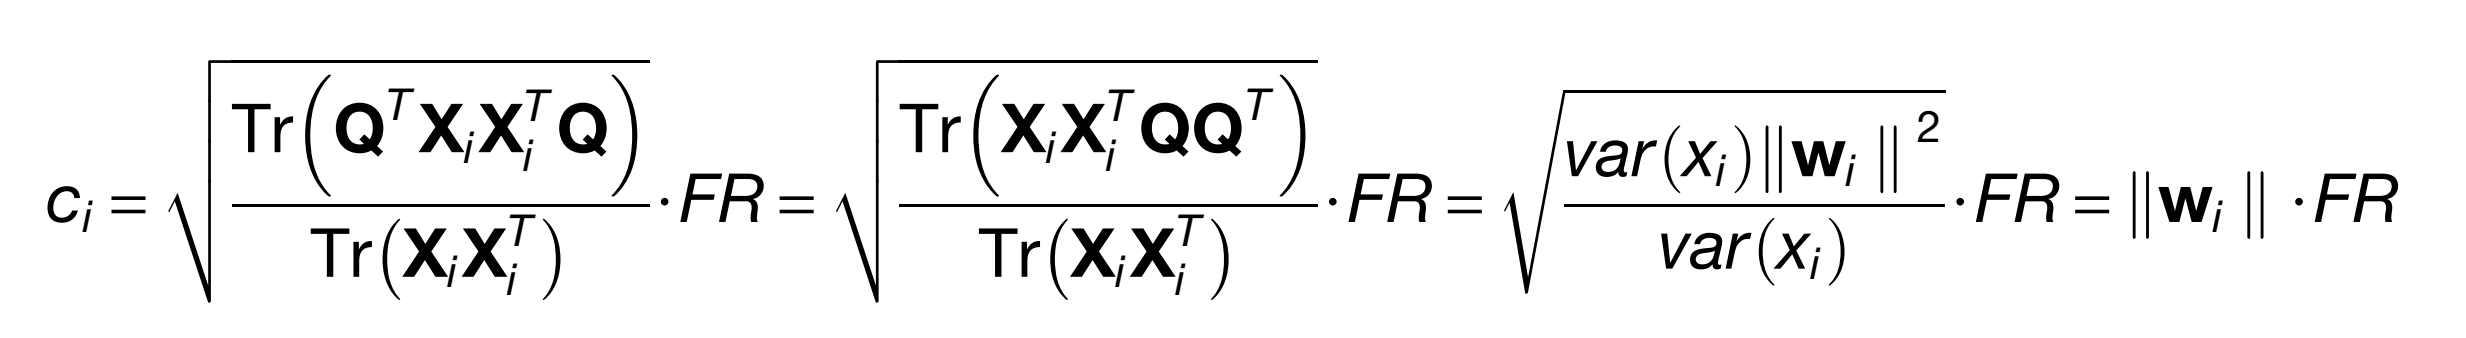 $c_i = \sqrt{\frac{\mathrm{Tr}\left(\mathbf{Q}^T \mathbf{X}_i \mathbf{X}_i^T \mathbf{Q}\right)}{\mathrm{Tr}\left(\mathbf{X}_i \mathbf{X}_i^T\right)}} \cdot FR = \sqrt{\frac{\mathrm{Tr}\left(\mathbf{X}_i \mathbf{X}_i^T \mathbf{Q}\mathbf{Q}^T\right)}{\mathrm{Tr}\left(\mathbf{X}_i \mathbf{X}_i^T\right)}} \cdot FR = \sqrt{\frac{var(x_i) \|\mathbf{w}_i\|^2}{var(x_i)}} \cdot FR = \|\mathbf{w}_i\| \cdot FR$